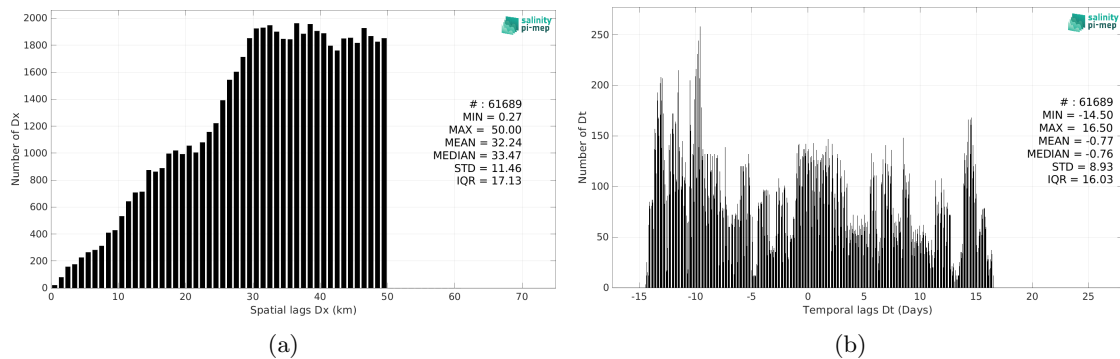 salinity
pi-mep
2000
1800
1600
1400
1200
1000
800
600
400
200
0
Number of Dx
# : 61689
MIN = 0.27
MAX = 50.00
MEAN = 32.24
MEDIAN = 33.47
STD = 11.46
IQR = 17.13
0 10 20 30 40 50 60 70
Spatial lags Dx (km)
(a)
salinity
pi-mep
250
200
150
100
50
0
Number of Dt
# : 61689
MIN = -14.50
MAX = 16.50
MEAN = -0.77
MEDIAN = -0.76
STD = 8.93
IQR = 16.03
-15 -10 -5 0 5 10 15 20 25
Temporal lags Dt (Days)
(b)